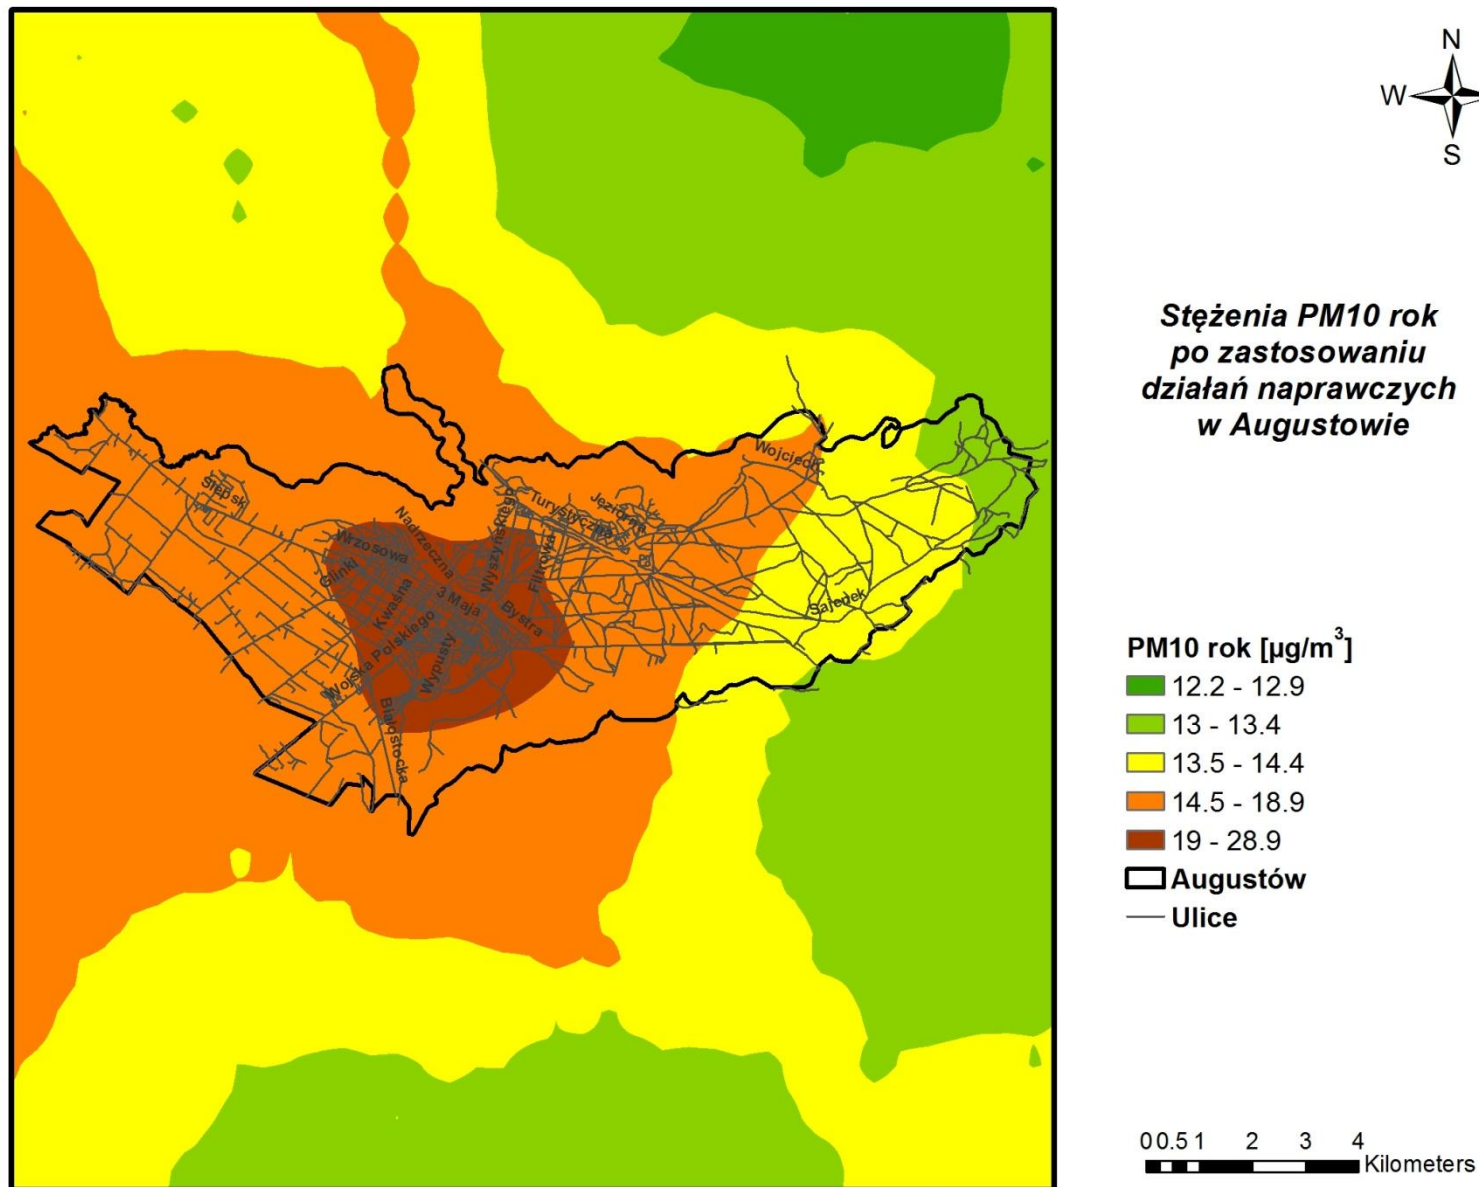 N
W
S
Stężenia PM10 rok
po zastosowaniu
działań naprawczych
w Augustowie
Wojciech
Ślepsk
Turystyczna
Jeziorna
Wyszyńskiego
Nadrzeczna
Wrzosowa
Filtrowa
Glinki
Kwaśna
3 Maja
Bystra
Sajenek
Wojska Polskiego
Wypusty
Białostocka
PM10 rok [µg/m³]
12.2 - 12.9
13 - 13.4
13.5 - 14.4
14.5 - 18.9
19 - 28.9
Augustów
Ulice
0 0.5 1 2 3 4
Kilometers